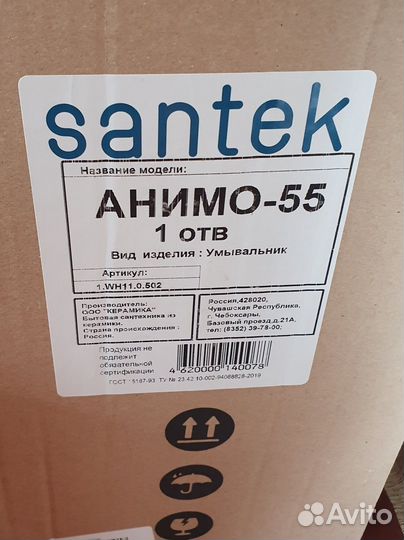 santek
Название модели:
АНИМО-55
1 отв
Вид изделия : Умывальник
Артикул:
1.WH11.0.502
Производитель:
ООО "КЕРАМИКА"
Бытовая сантехника из
керамики.
Страна происхождения :
Россия.
Россия,428020,
Чувашская Республика,
г. Чебоксары,
Базовый проезд,д.21А.
тел: (8352) 39-78-00;
Продукция не
подлежит
обязательной
сертификации
4 620000 140078
ГОСТ 15167-93 ТУ № 23.42.10-002-94068828-2019
Avito